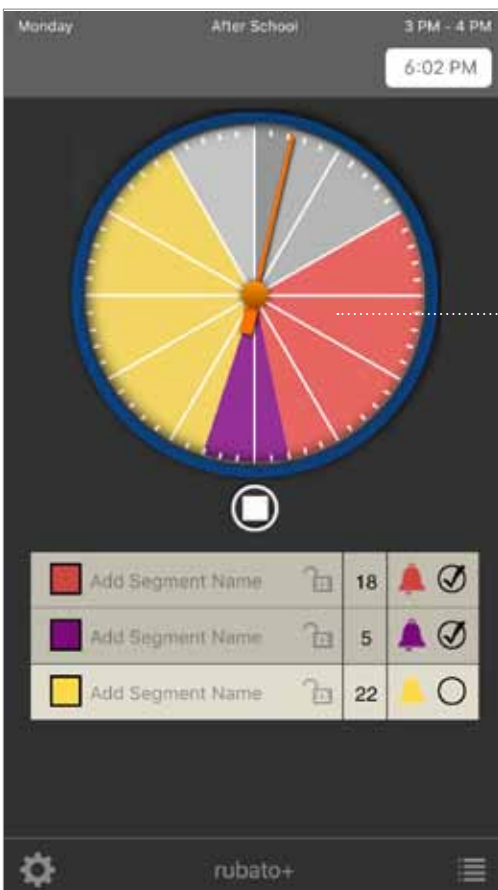 Monday After School 3 PM - 4 PM
6:02 PM
Add Segment Name 18
Add Segment Name 5
Add Segment Name 22
rubato+